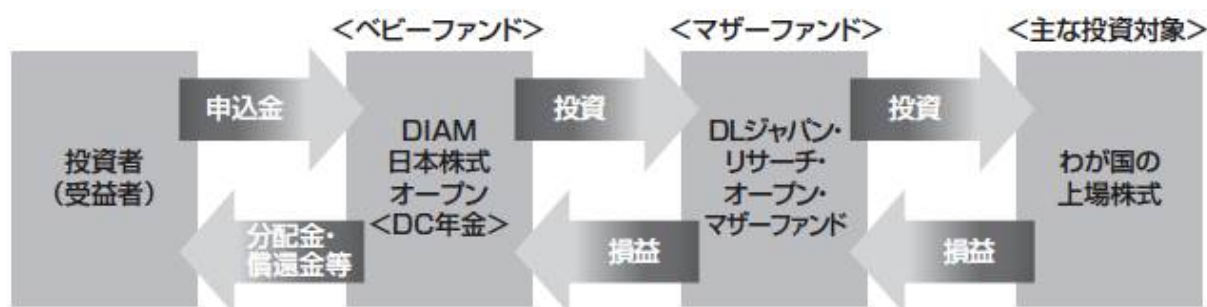 <ベビーファンド>
<マザーファンド>
<主な投資対象>
申込金
投資
投資
投資者
(受益者)
DIAM
日本株式
オープン
<DC年金>
DLジャパン・
リサーチ・
オープン・
マザーファンド
わが国の
上場株式
分配金・
償還金等
損益
損益